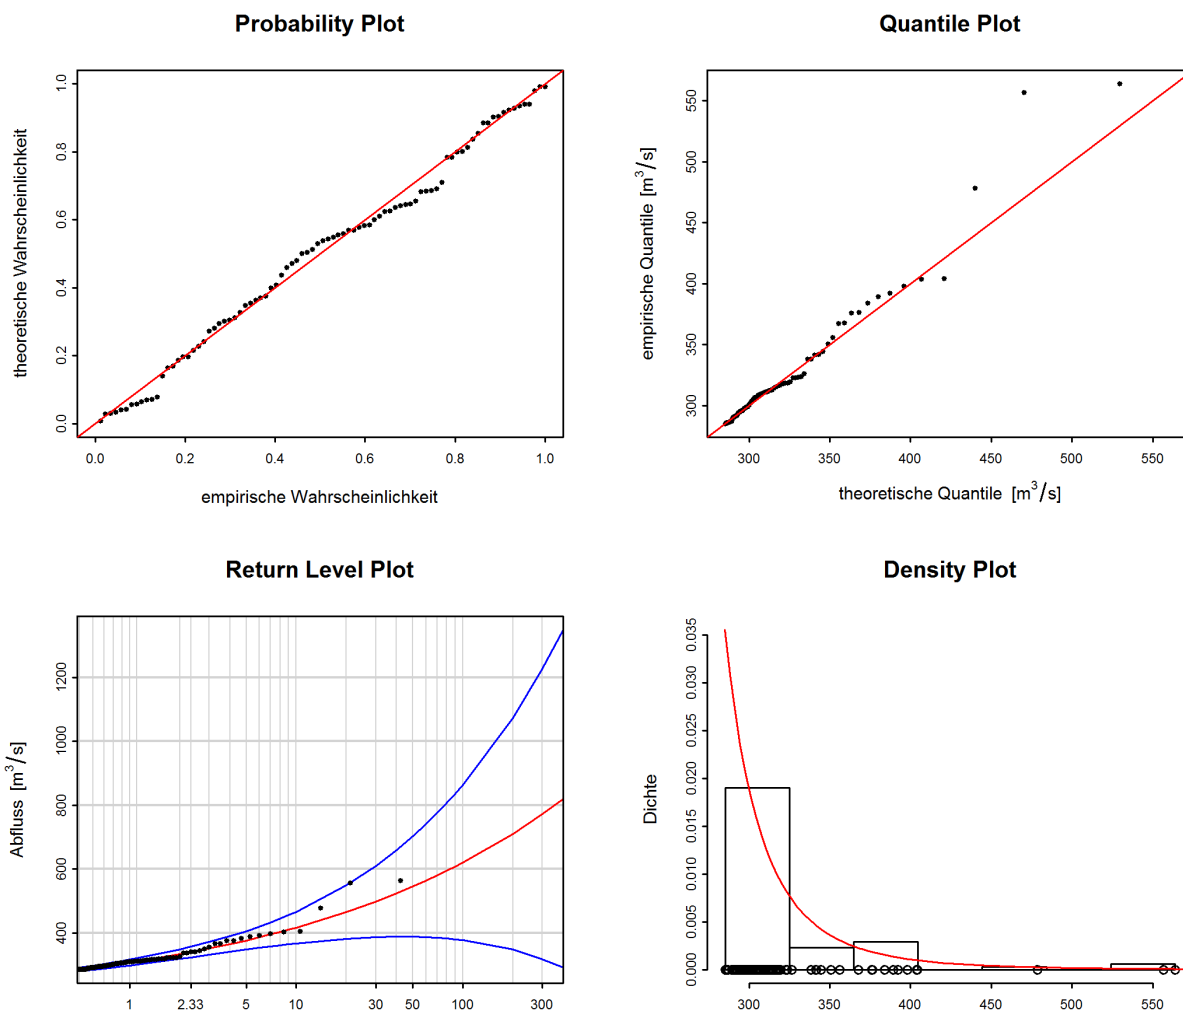 Probability Plot
theoretische Wahrscheinlichkeit
0.0 0.2 0.4 0.6 0.8 1.0
0.0 0.2 0.4 0.6 0.8 1.0
empirische Wahrscheinlichkeit
Quantile Plot
empirische Quantile [m³/s]
300 350 400 450 500 550
300 350 400 450 500 550
theoretische Quantile [m³/s]
Return Level Plot
Abfluss [m³/s]
400 600 800 1000 1200
1 2.33 5 10 30 50 100 300
Density Plot
Dichte
0.000 0.005 0.010 0.015 0.020 0.025 0.030 0.035
300 350 400 450 500 550